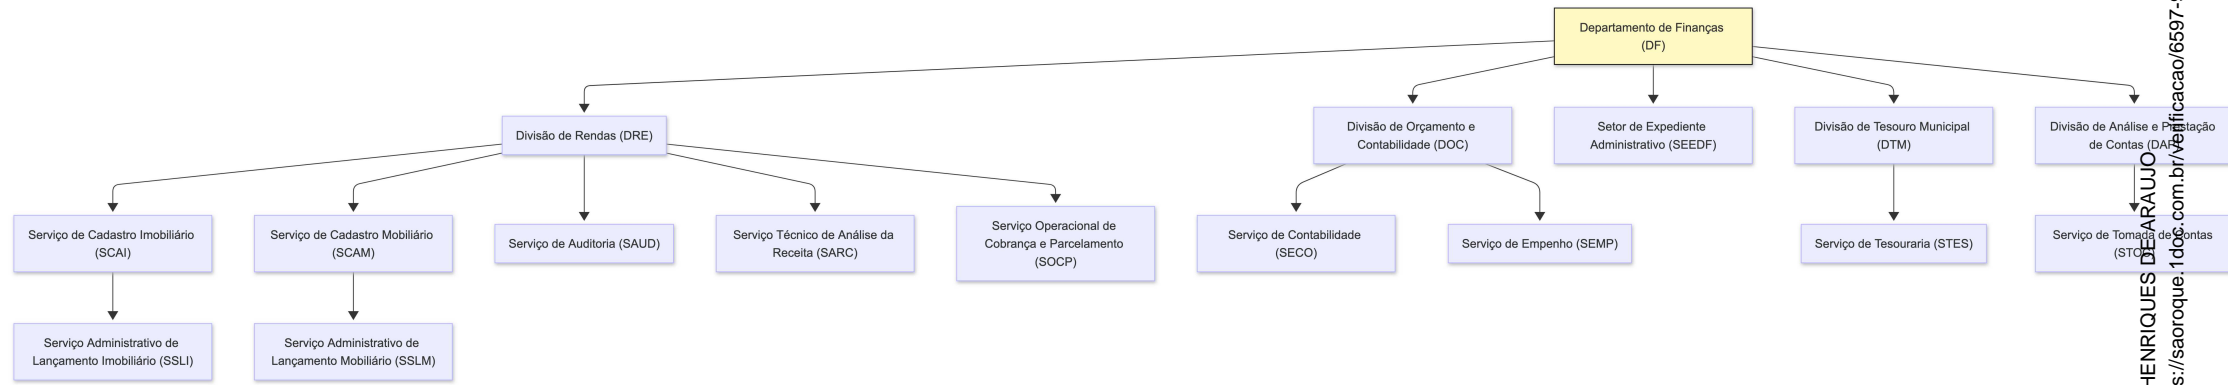 Departamento de Finanças
(DF)
Divisão de Rendas (DRE)
Divisão de Orçamento e
Contabilidade (DOC)
Setor de Expediente
Administrativo (SEEDF)
Divisão de Tesouro Municipal
(DTM)
Divisão de Análise e Prestação
de Contas
Serviço de Cadastro Imobiliário
(SCAI)
Serviço de Cadastro Mobiliário
(SCAM)
Serviço de Auditoria (SAUD)
Serviço Técnico de Análise da
Receita (SARC)
Serviço Operacional de
Cobrança e Parcelamento
(SOCP)
Serviço de Contabilidade
(SECO)
Serviço de Empenho (SEMP)
Serviço de Tesouraria (STES)
Serviço de Tomada de Contas
Serviço Administrativo de
Lançamento Imobiliário (SSLI)
Serviço Administrativo de
Lançamento Mobiliário (SSLM)
HENRIQUES DE ARAUJO
s://saoroque.1doc.com.br/verificacao/6597-